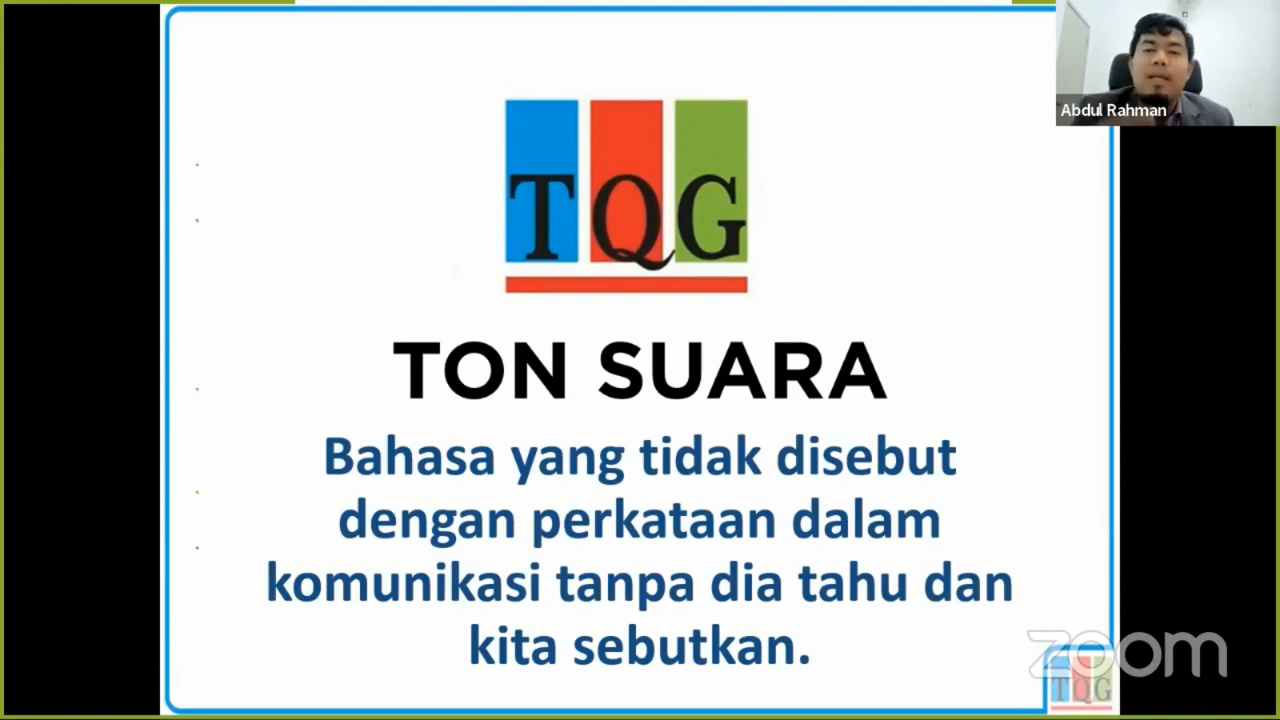 Abdul Rahman
TQG
TON SUARA
Bahasa yang tidak disebut
dengan perkataan dalam
komunikasi tanpa dia tahu dan
kita sebutkan.
zoom
TQG